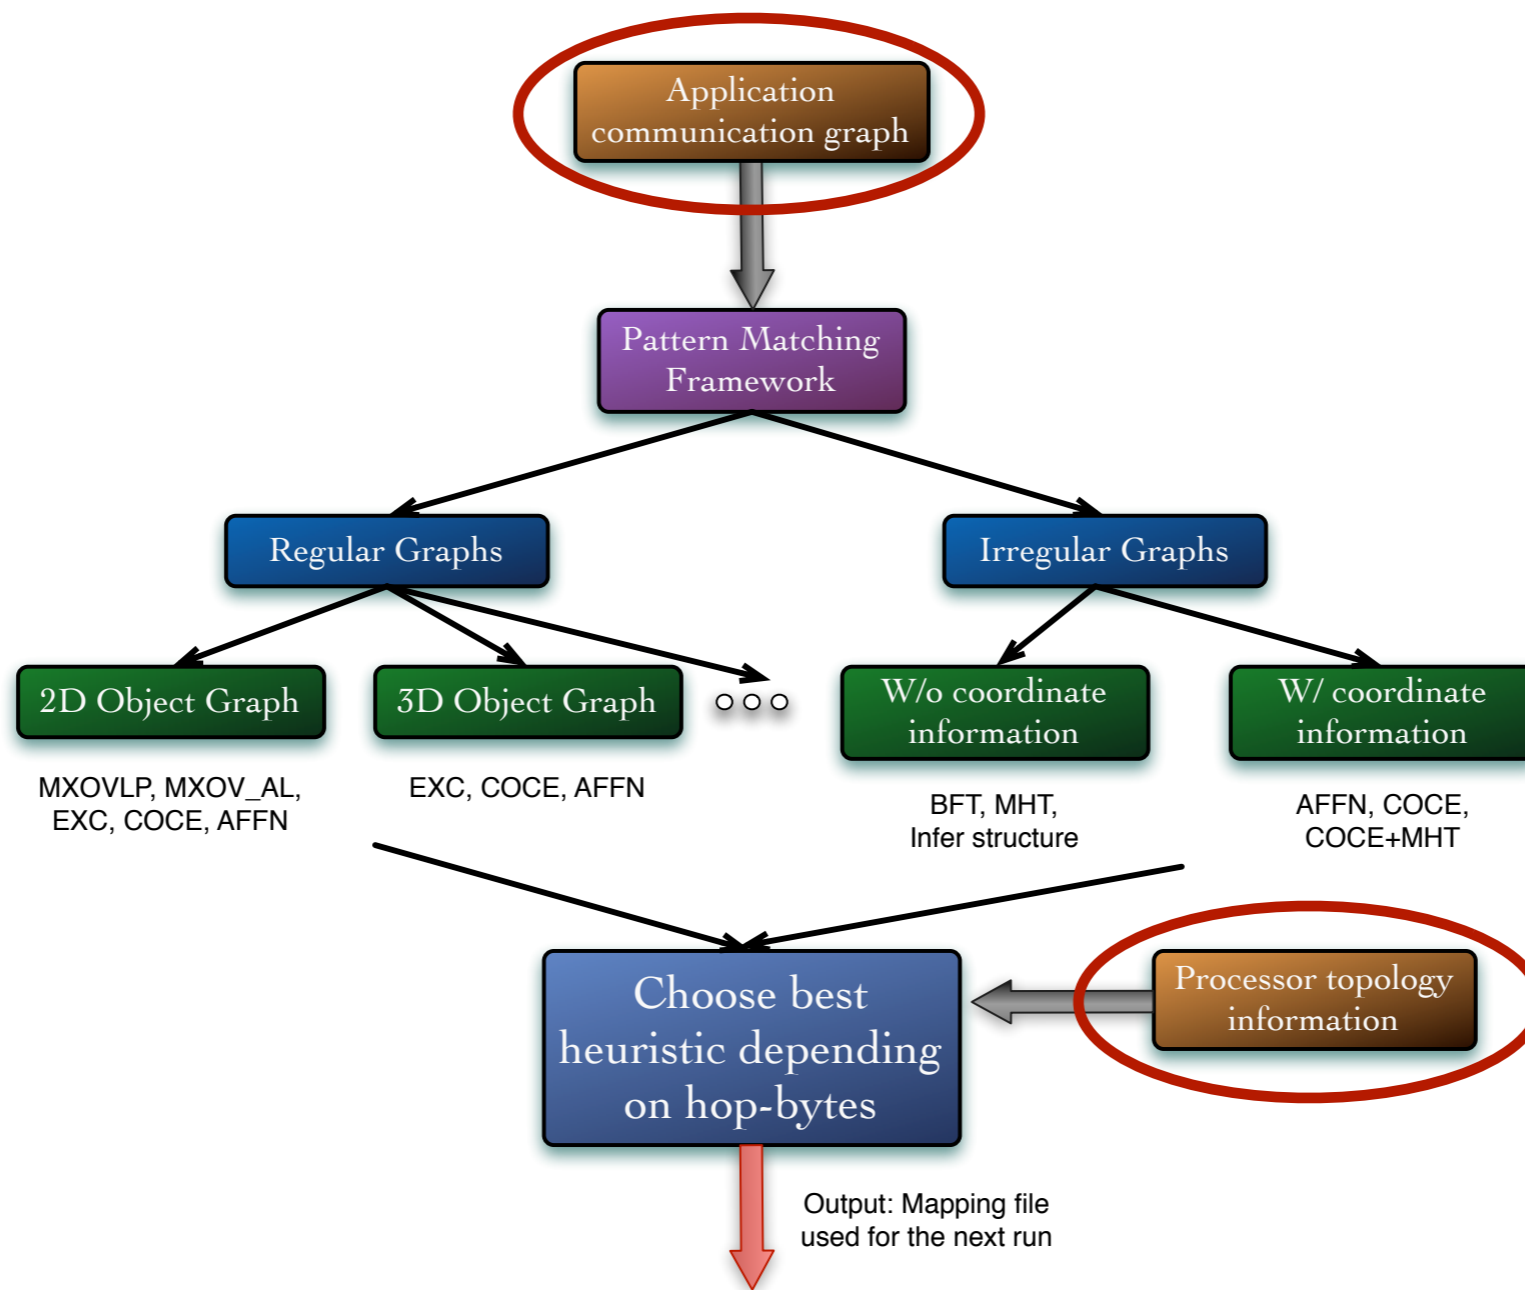 Application
communication graph
Pattern Matching
Framework
Regular Graphs
Irregular Graphs
2D Object Graph
3D Object Graph
W/o coordinate
information
W/ coordinate
information
MXOVLP, MXOV_AL,
EXC, COCE, AFFN
EXC, COCE, AFFN
BFT, MHT,
Infer structure
AFFN, COCE,
COCE+MHT
Choose best
heuristic depending
on hop-bytes
Processor topology
information
Output: Mapping file
used for the next run